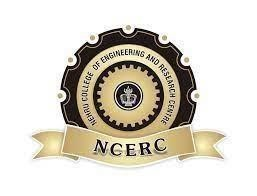 NEHRU COLLEGE OF ENGINEERING AND RESEARCH CENTRE
NCERC